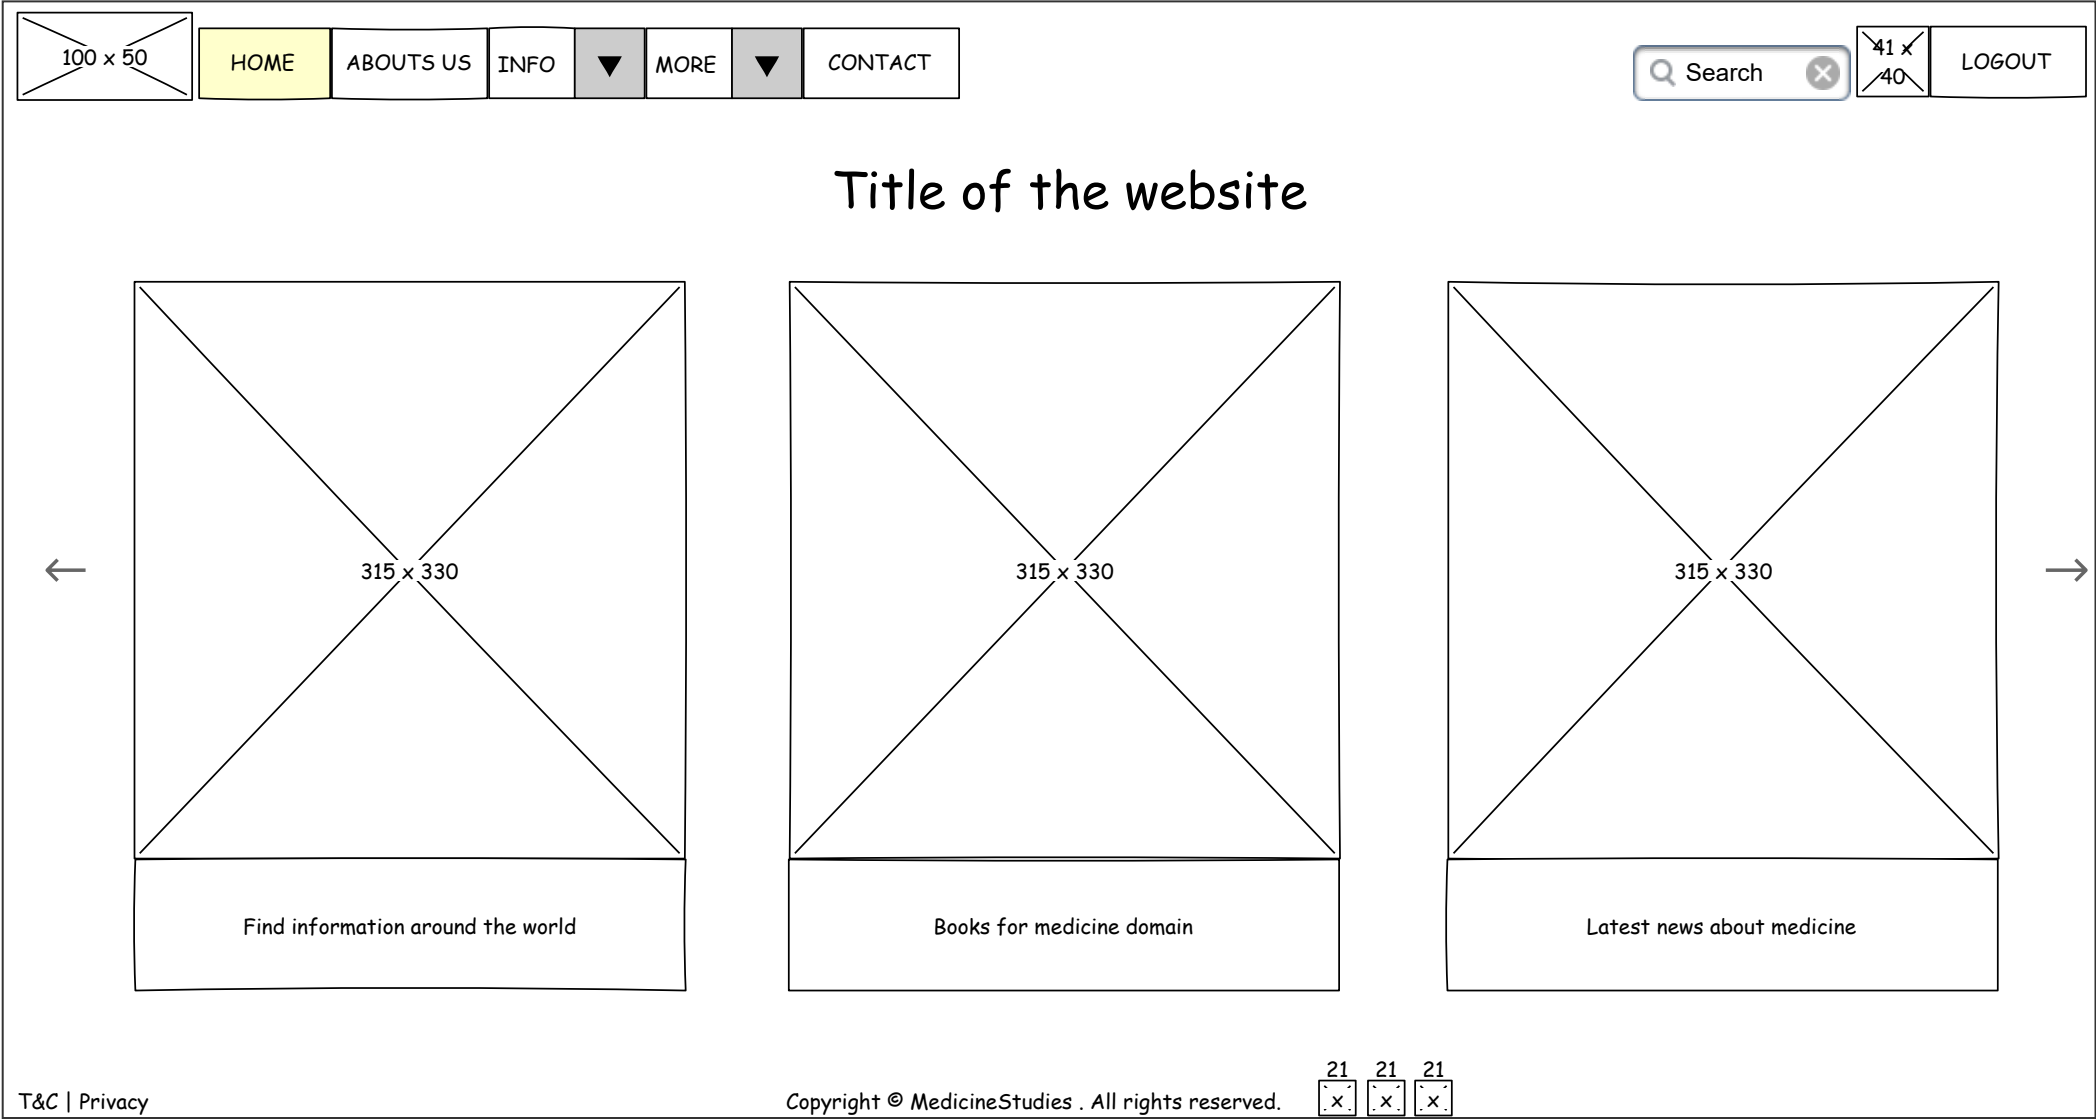 100 x 50
HOME
ABOUTS US
INFO
MORE
CONTACT
Search
41 x
40
LOGOUT
Title of the website
315 x 330
315 x 330
315 x 330
Find information around the world
Books for medicine domain
Latest news about medicine
T&C | Privacy
Copyright © MedicineStudies . All rights reserved.
21
x
21
x
21
x